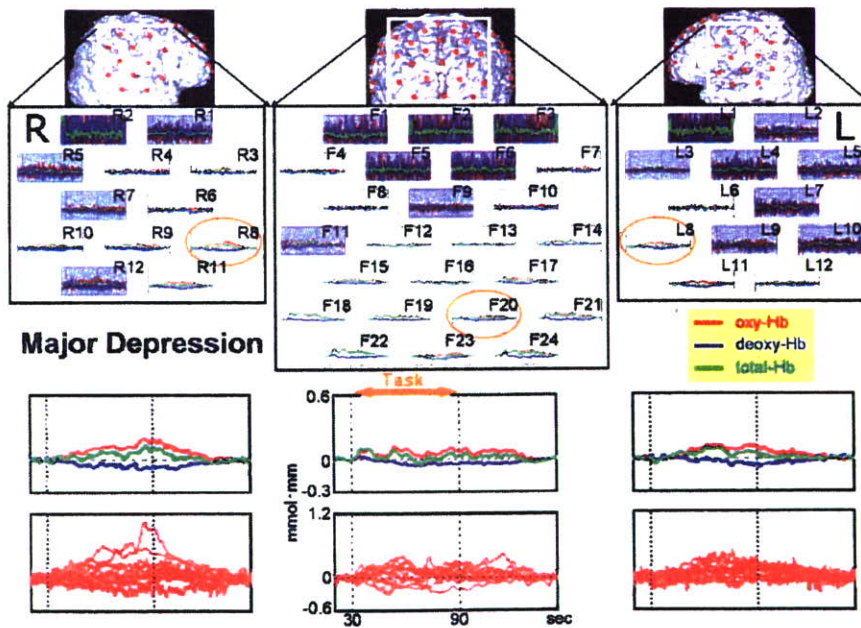 R
R2 R1
R5 R4 R3
R7 R6
R10 R9 R8
R12 R11
F1 F2 F3
F4 F5 F6 F7
F8 F9 F10
F11 F12 F13 F14
F15 F16 F17
F18 F19 F20 F21
F22 F23 F24
L
L1 L2
L3 L4 L5
L6 L7
L8 L9 L10
L11 L12
Major Depression
oxy-Hb
deoxy-Hb
total-Hb
Task
0.6
0
-0.3
mmol·mm
1.2
0
-0.6
30 90 sec